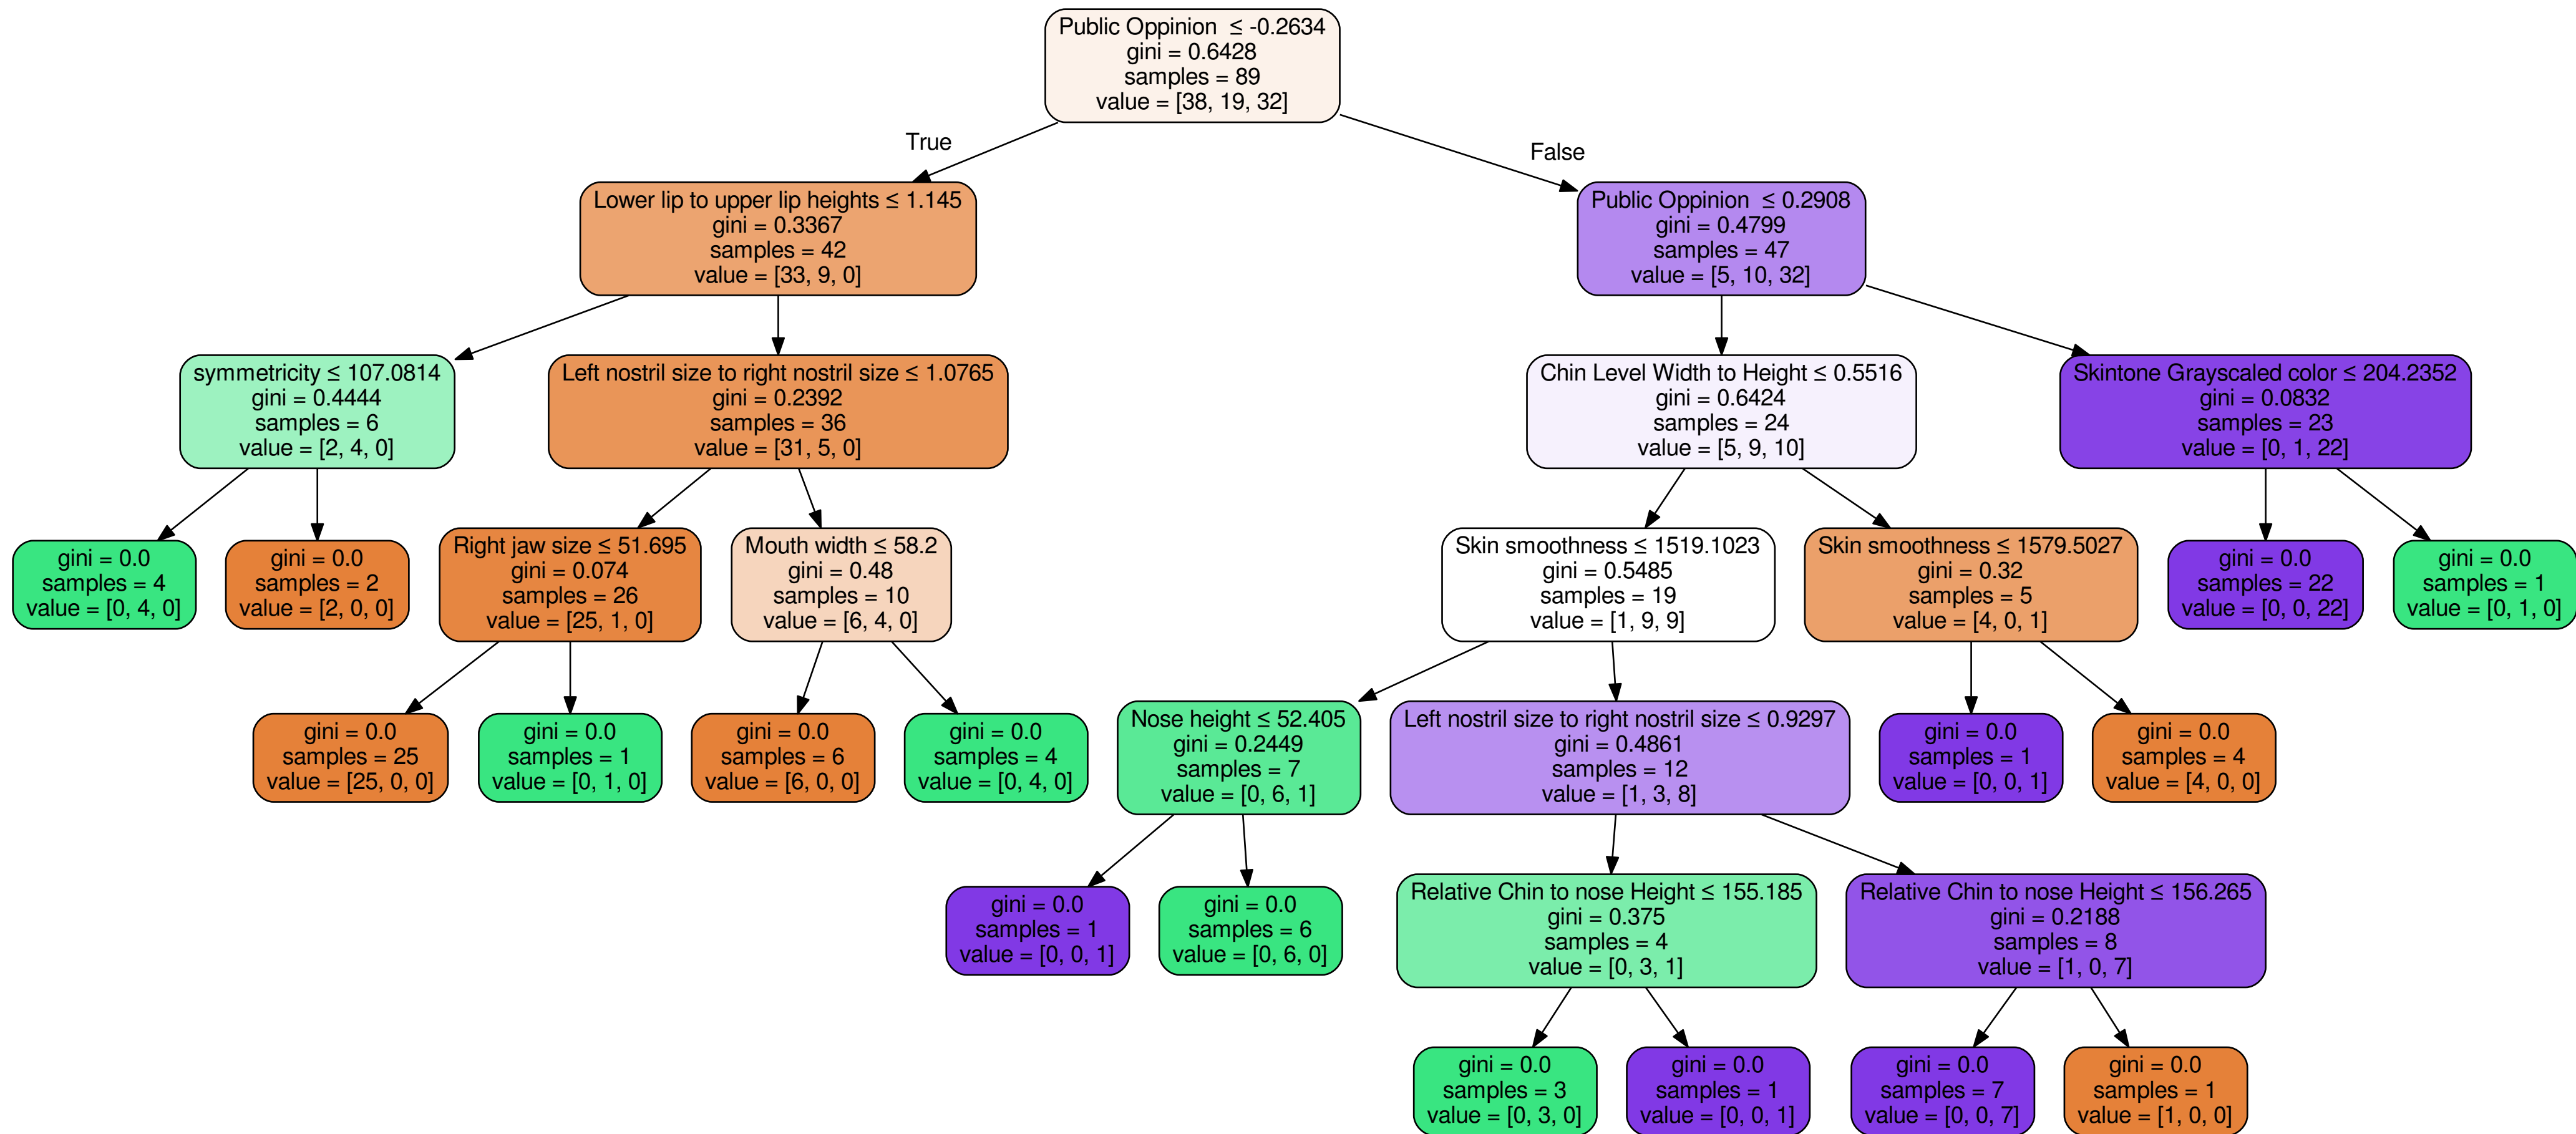 Public Oppinion ≤ -0.2634
gini = 0.6428
samples = 89
value = [38, 19, 32]
True
False
Lower lip to upper lip heights ≤ 1.145
gini = 0.3367
samples = 42
value = [33, 9, 0]
Public Oppinion ≤ 0.2908
gini = 0.4799
samples = 47
value = [5, 10, 32]
symmetricity ≤ 107.0814
gini = 0.4444
samples = 6
value = [2, 4, 0]
Left nostril size to right nostril size ≤ 1.0765
gini = 0.2392
samples = 36
value = [31, 5, 0]
Chin Level Width to Height ≤ 0.5516
gini = 0.6424
samples = 24
value = [5, 9, 10]
Skintone Grayscaled color ≤ 204.2352
gini = 0.0832
samples = 23
value = [0, 1, 22]
gini = 0.0
samples = 4
value = [0, 4, 0]
gini = 0.0
samples = 2
value = [2, 0, 0]
Right jaw size ≤ 51.695
gini = 0.074
samples = 26
value = [25, 1, 0]
Mouth width ≤ 58.2
gini = 0.48
samples = 10
value = [6, 4, 0]
Skin smoothness ≤ 1519.1023
gini = 0.5485
samples = 19
value = [1, 9, 9]
Skin smoothness ≤ 1579.5027
gini = 0.32
samples = 5
value = [4, 0, 1]
gini = 0.0
samples = 22
value = [0, 0, 22]
gini = 0.0
samples = 1
value = [0, 1, 0]
gini = 0.0
samples = 25
value = [25, 0, 0]
gini = 0.0
samples = 1
value = [0, 1, 0]
gini = 0.0
samples = 6
value = [6, 0, 0]
gini = 0.0
samples = 4
value = [0, 4, 0]
Nose height ≤ 52.405
gini = 0.2449
samples = 7
value = [0, 6, 1]
Left nostril size to right nostril size ≤ 0.9297
gini = 0.4861
samples = 12
value = [1, 3, 8]
gini = 0.0
samples = 1
value = [0, 0, 1]
gini = 0.0
samples = 4
value = [4, 0, 0]
gini = 0.0
samples = 1
value = [0, 0, 1]
gini = 0.0
samples = 6
value = [0, 6, 0]
Relative Chin to nose Height ≤ 155.185
gini = 0.375
samples = 4
value = [0, 3, 1]
Relative Chin to nose Height ≤ 156.265
gini = 0.2188
samples = 8
value = [1, 0, 7]
gini = 0.0
samples = 3
value = [0, 3, 0]
gini = 0.0
samples = 1
value = [0, 0, 1]
gini = 0.0
samples = 7
value = [0, 0, 7]
gini = 0.0
samples = 1
value = [1, 0, 0]